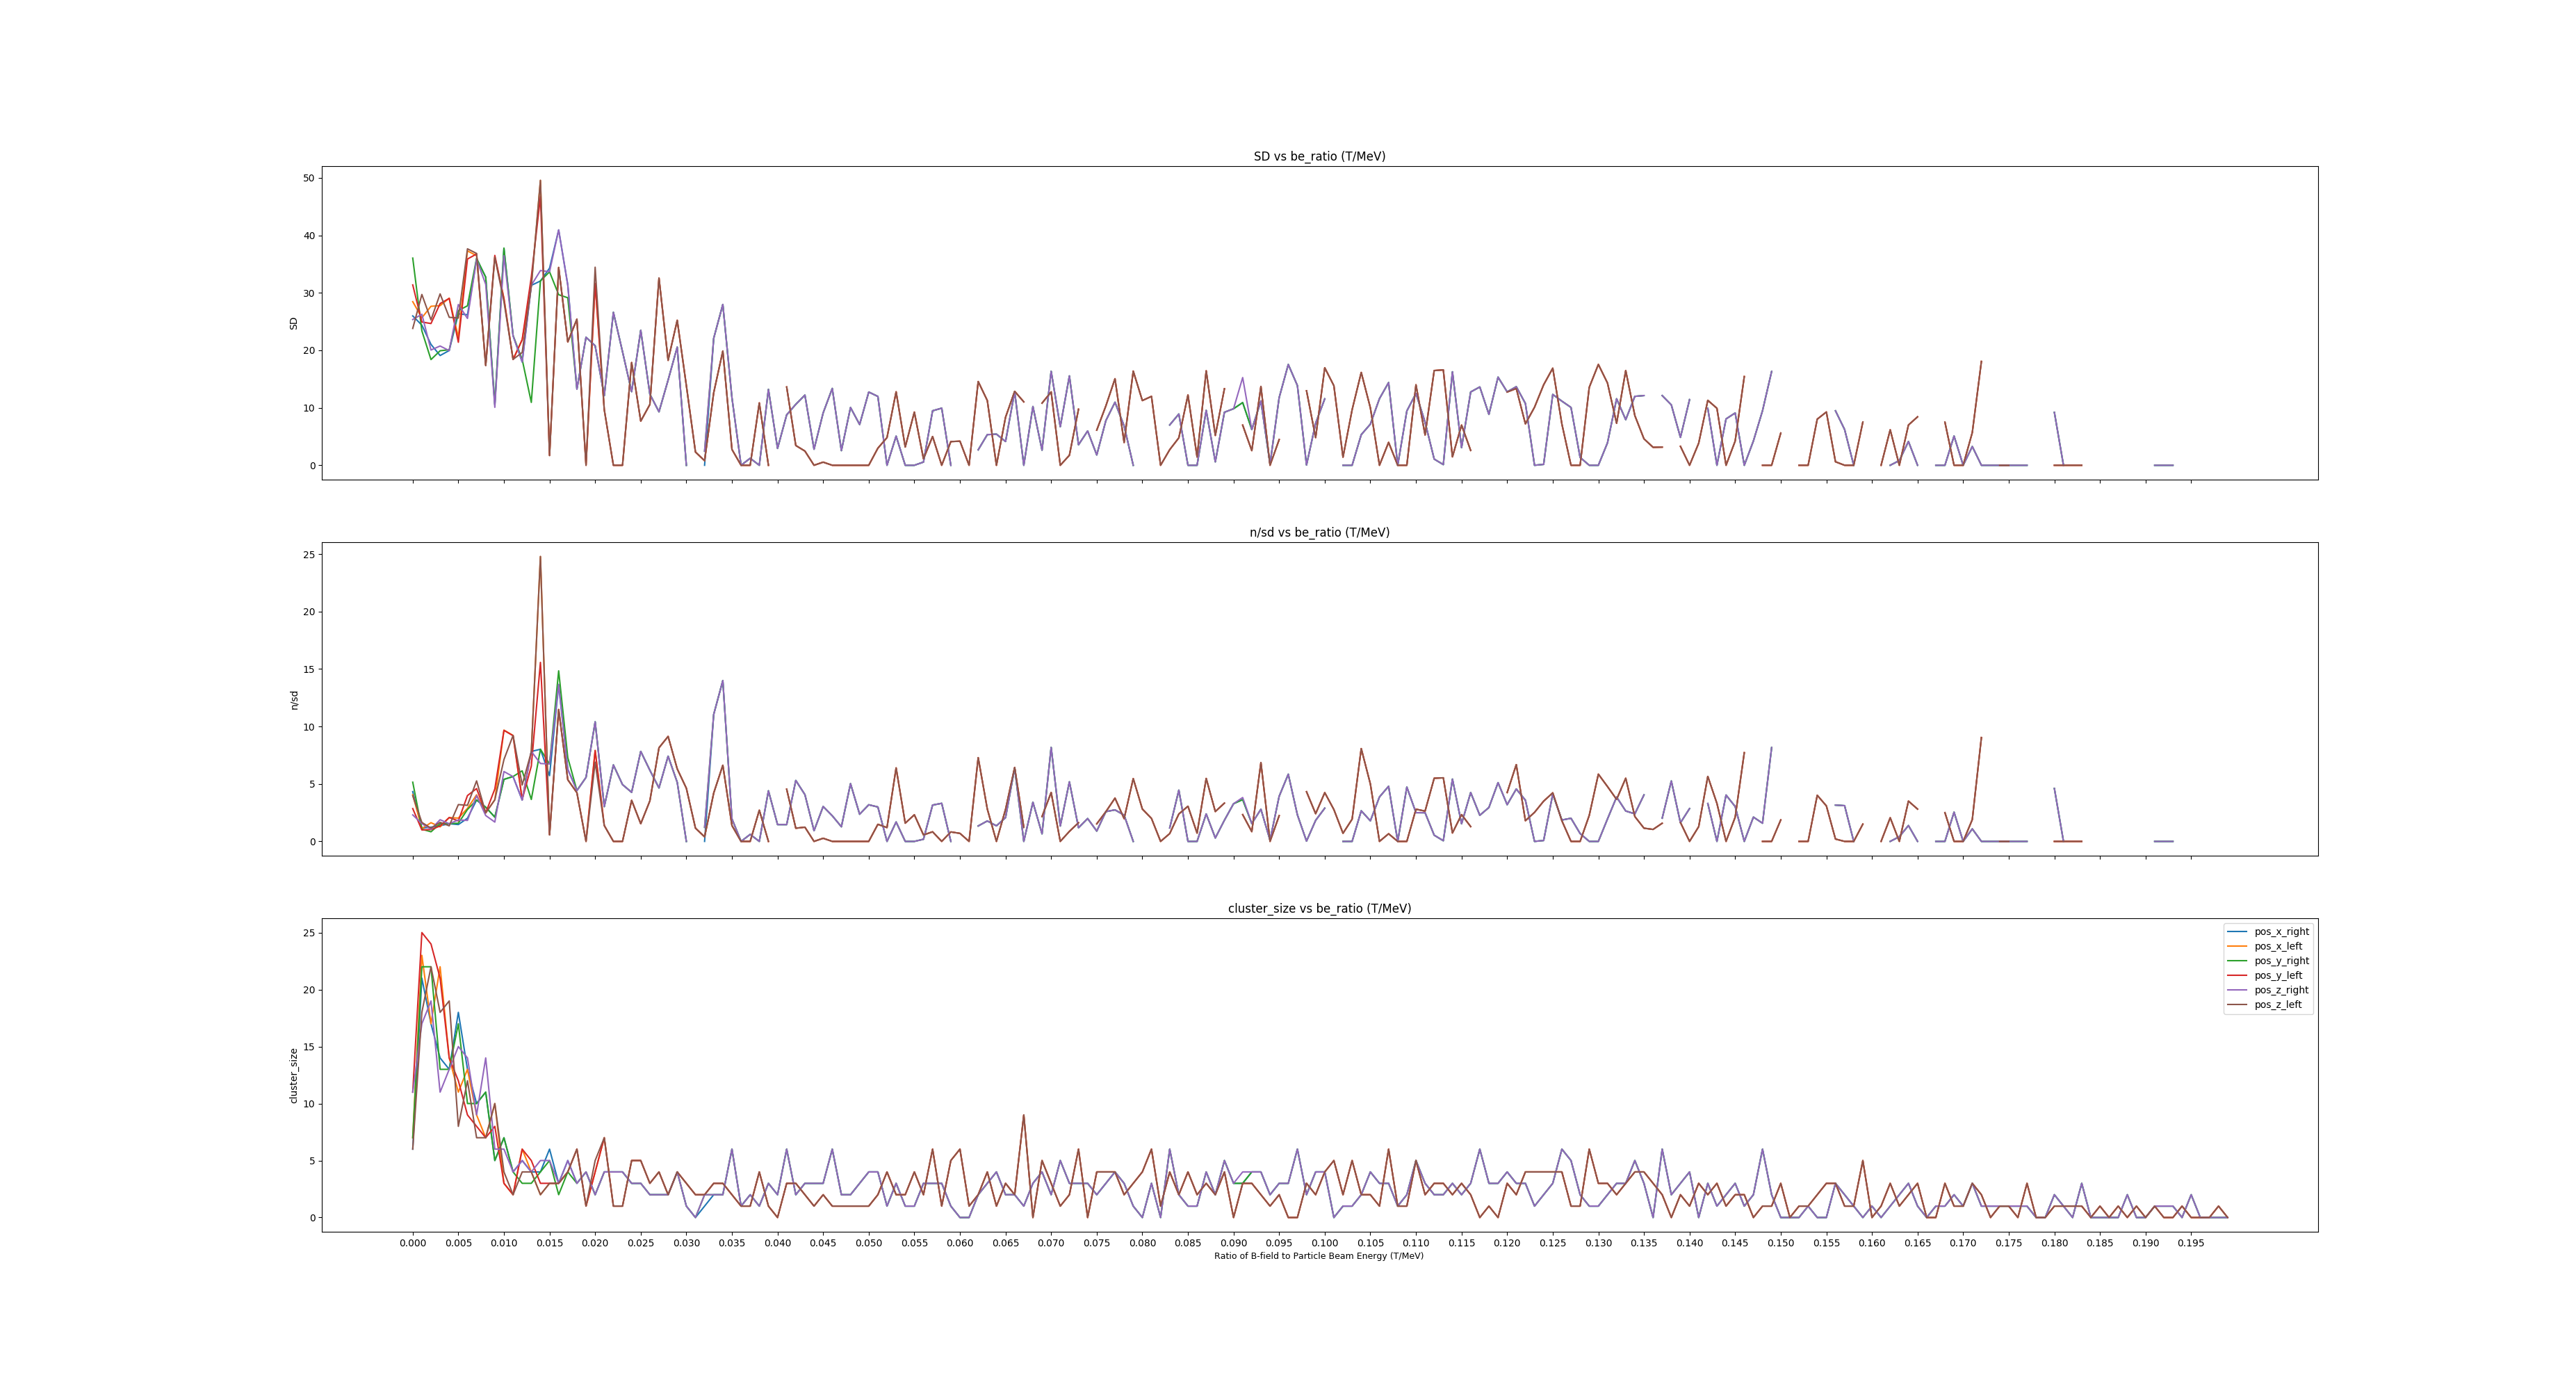 SD vs be_ratio (T/MeV)
50
40
30
20
10
0
SD
n/sd vs be_ratio (T/MeV)
25
20
15
10
5
0
n/sd
cluster_size vs be_ratio (T/MeV)
25
20
15
10
5
0
cluster_size
pos_x_right
pos_x_left
pos_y_right
pos_y_left
pos_z_right
pos_z_left
0.000 0.005 0.010 0.015 0.020 0.025 0.030 0.035 0.040 0.045 0.050 0.055 0.060 0.065 0.070 0.075 0.080 0.085 0.090 0.095 0.100 0.105 0.110 0.115 0.120 0.125 0.130 0.135 0.140 0.145 0.150 0.155 0.160 0.165 0.170 0.175 0.180 0.185 0.190 0.195
Ratio of B-field to Particle Beam Energy (T/MeV)